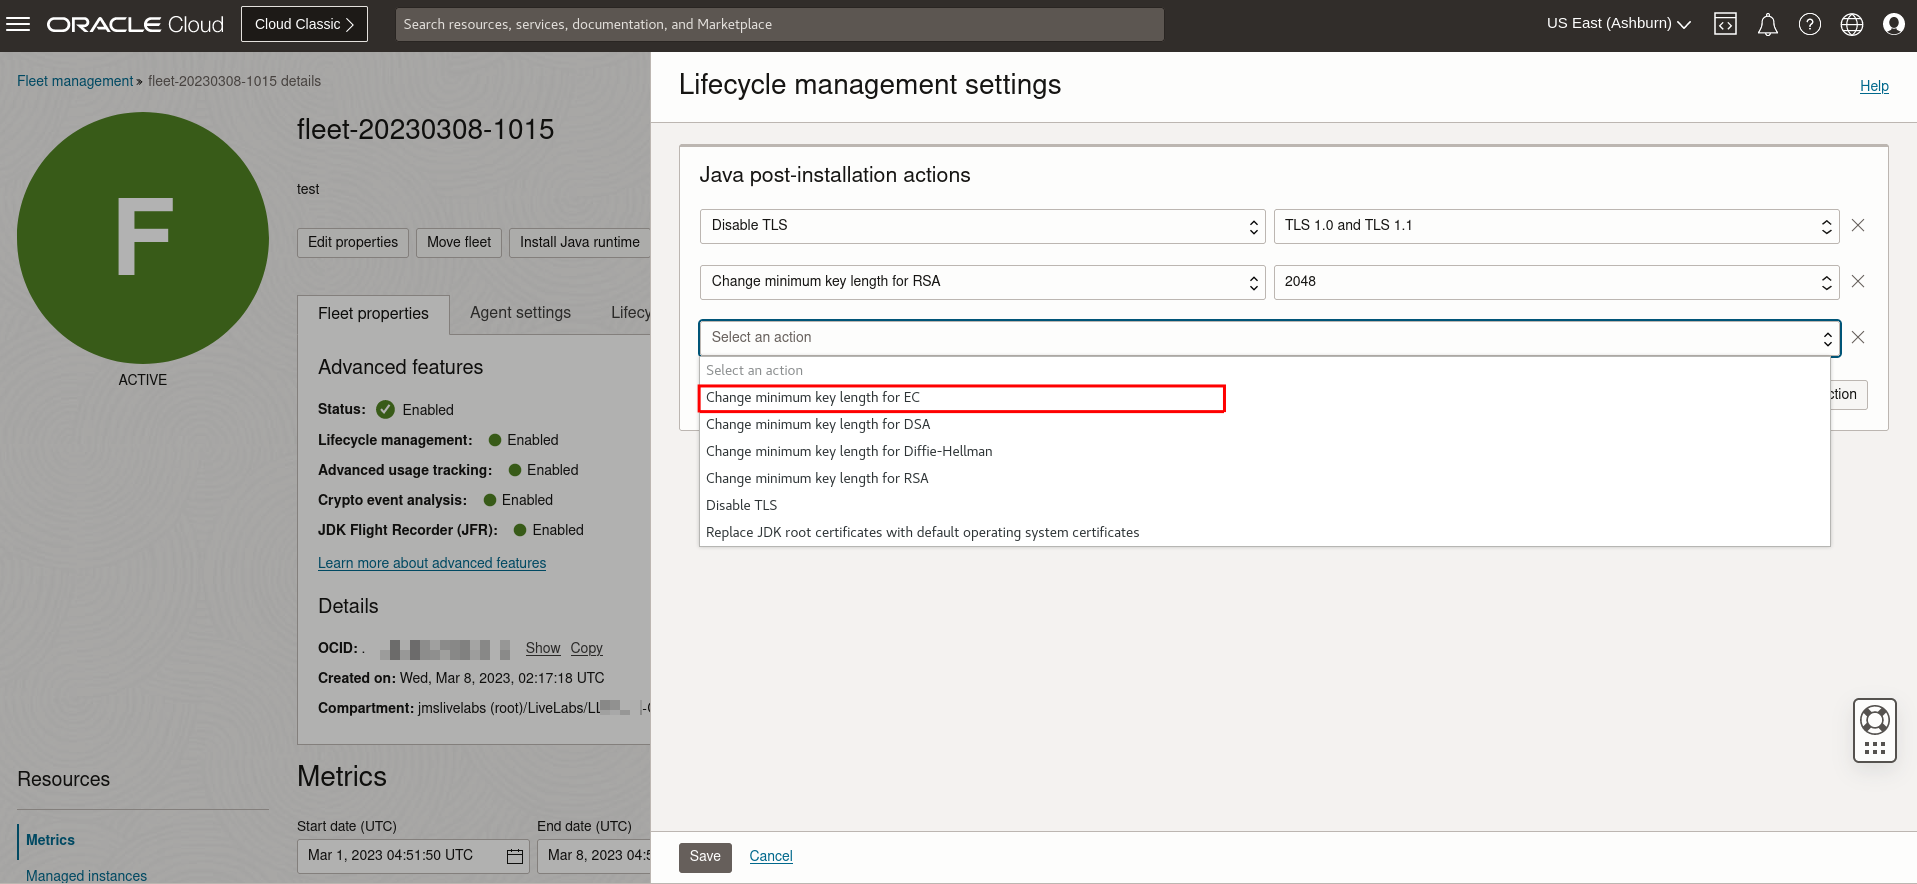 ORACLE Cloud
Cloud Classic
Search resources, services, documentation, and Marketplace
US East (Ashburn)
Fleet management » fleet-20230308-1015 details
F
ACTIVE
fleet-20230308-1015
test
Edit properties
Move fleet
Install Java runtime
Fleet properties
Agent settings
Lifecy
Advanced features
Status: Enabled
Lifecycle management: Enabled
Advanced usage tracking: Enabled
Crypto event analysis: Enabled
JDK Flight Recorder (JFR): Enabled
Learn more about advanced features
Details
OCID: . Show Copy
Created on: Wed, Mar 8, 2023, 02:17:18 UTC
Compartment: jmslivelabs (root)/LiveLabs/LL
Resources
Metrics
Managed instances
Metrics
Start date (UTC)
Mar 1, 2023 04:51:50 UTC
End date (UTC)
Mar 8, 2023 04:5
Lifecycle management settings
Help
Java post-installation actions
Disable TLS
TLS 1.0 and TLS 1.1
Change minimum key length for RSA
2048
Select an action
Select an action
Change minimum key length for EC
Change minimum key length for DSA
Change minimum key length for Diffie-Hellman
Change minimum key length for RSA
Disable TLS
Replace JDK root certificates with default operating system certificates
ction
Save
Cancel